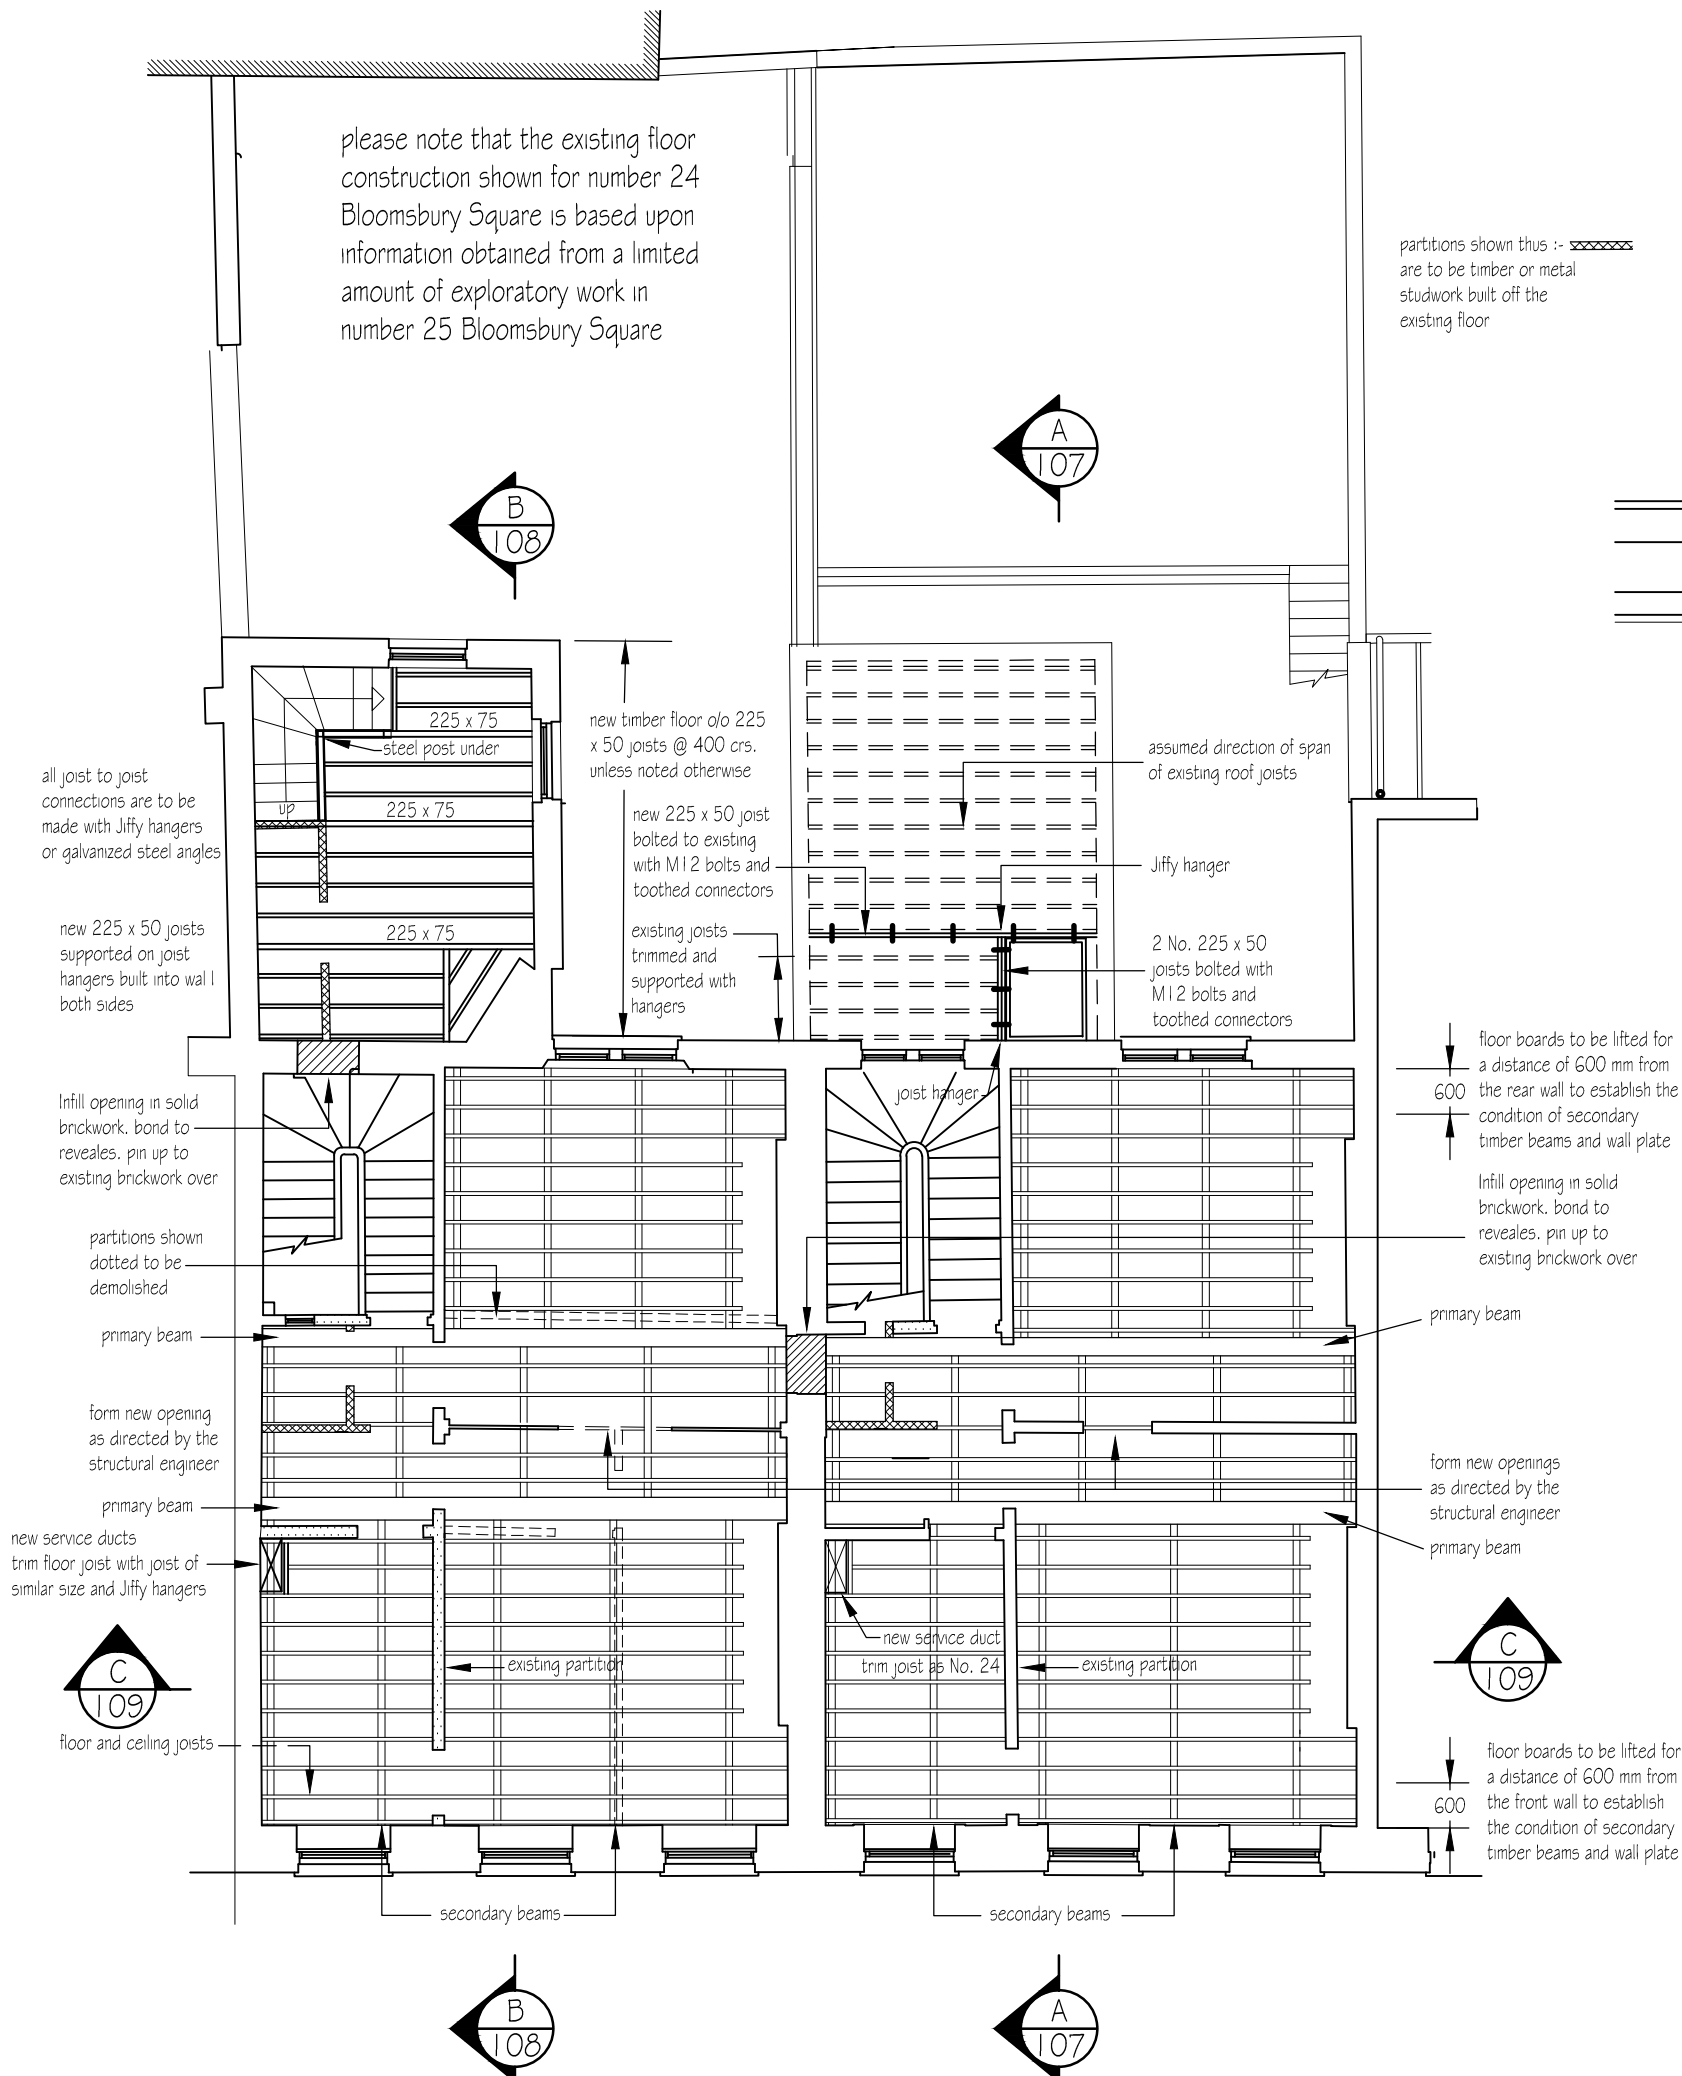 please note that the existing floor
construction shown for number 24
Bloomsbury Square is based upon
information obtained from a limited
amount of exploratory work in
number 25 Bloomsbury Square
partitions shown thus :-
are to be timber or metal
studwork built off the
existing floor
A
107
B
108
225 x 75
steel post under
225 x 75
up
225 x 75
new timber floor o/o 225
x 50 joists @ 400 crs.
unless noted otherwise
assumed direction of span
of existing roof joists
all joist to joist
connections are to be
made with Jiffy hangers
or galvanized steel angles
new 225 x 50 joist
bolted to existing
with M12 bolts and
toothed connectors
Jiffy hanger
new 225 x 50 joists
supported on joist
hangers built into wal l
both sides
existing joists
trimmed and
supported with
hangers
2 No. 225 x 50
joists bolted with
M12 bolts and
toothed connectors
floor boards to be lifted for
a distance of 600 mm from
the rear wall to establish the
condition of secondary
timber beams and wall plate
600
joist hanger
Infill opening in solid
brickwork. bond to
reveales. pin up to
existing brickwork over
Infill opening in solid
brickwork. bond to
reveales. pin up to
existing brickwork over
partitions shown
dotted to be
demolished
primary beam
primary beam
form new opening
as directed by the
structural engineer
form new openings
as directed by the
structural engineer
primary beam
primary beam
new service ducts
trim floor joist with joist of
similar size and Jiffy hangers
new service duct
trim joist as No. 24
existing partition
existing partition
C
109
C
109
floor and ceiling joists
floor boards to be lifted for
a distance of 600 mm from
the front wall to establish
the condition of secondary
timber beams and wall plate
600
secondary beams
secondary beams
B
108
A
107